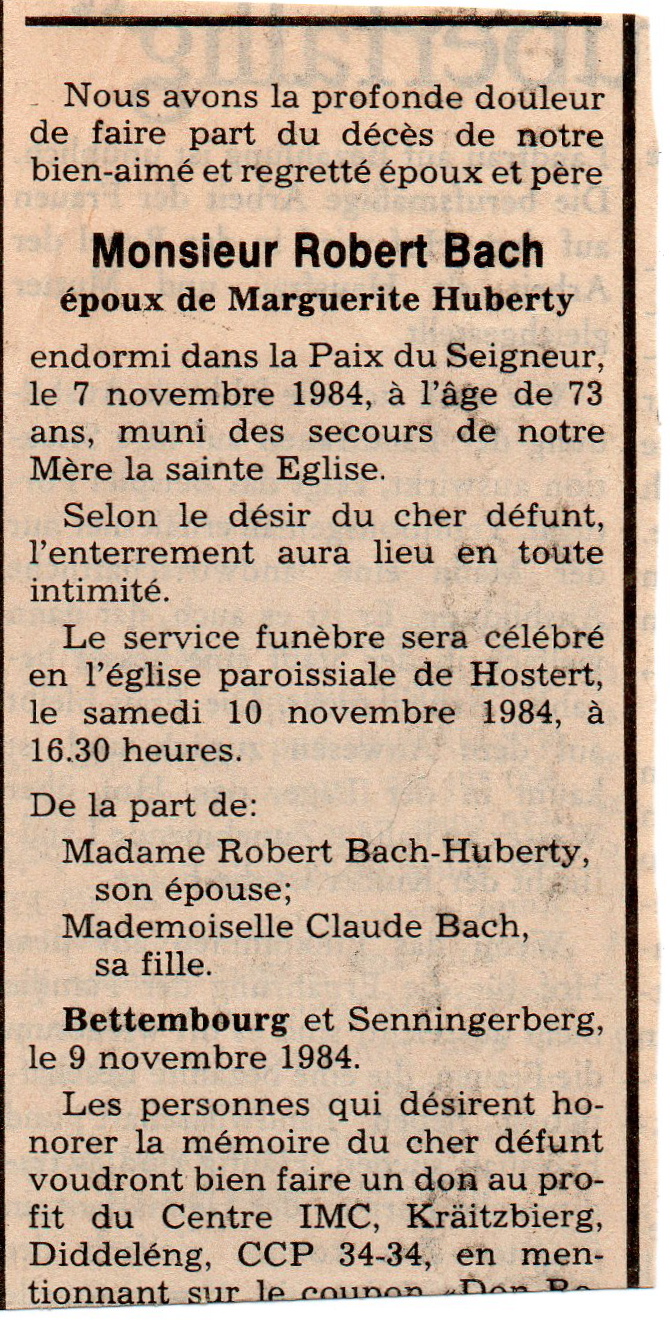 Nous avons la profonde douleur
de faire part du décès de notre
bien-aimé et regretté époux et père
Monsieur Robert Bach
époux de Marguerite Huberty
endormi dans la Paix du Seigneur,
le 7 novembre 1984, à l'âge de 73
ans, muni des secours de notre
Mère la sainte Eglise.
Selon le désir du cher défunt,
l'enterrement aura lieu en toute
intimité.
Le service funèbre sera célébré
en l'église paroissiale de Hostert,
le samedi 10 novembre 1984, à
16.30 heures.
De la part de:
Madame Robert Bach-Huberty,
son épouse;
Mademoiselle Claude Bach,
sa fille.
Bettembourg et Senningerberg,
le 9 novembre 1984.
Les personnes qui désirent ho-
norer la mémoire du cher défunt
voudront bien faire un don au pro-
fit du Centre IMC, Kräitzbierg,
Diddeléng, CCP 34-34, en men-
tionnant sur le coupon «Don Ro-